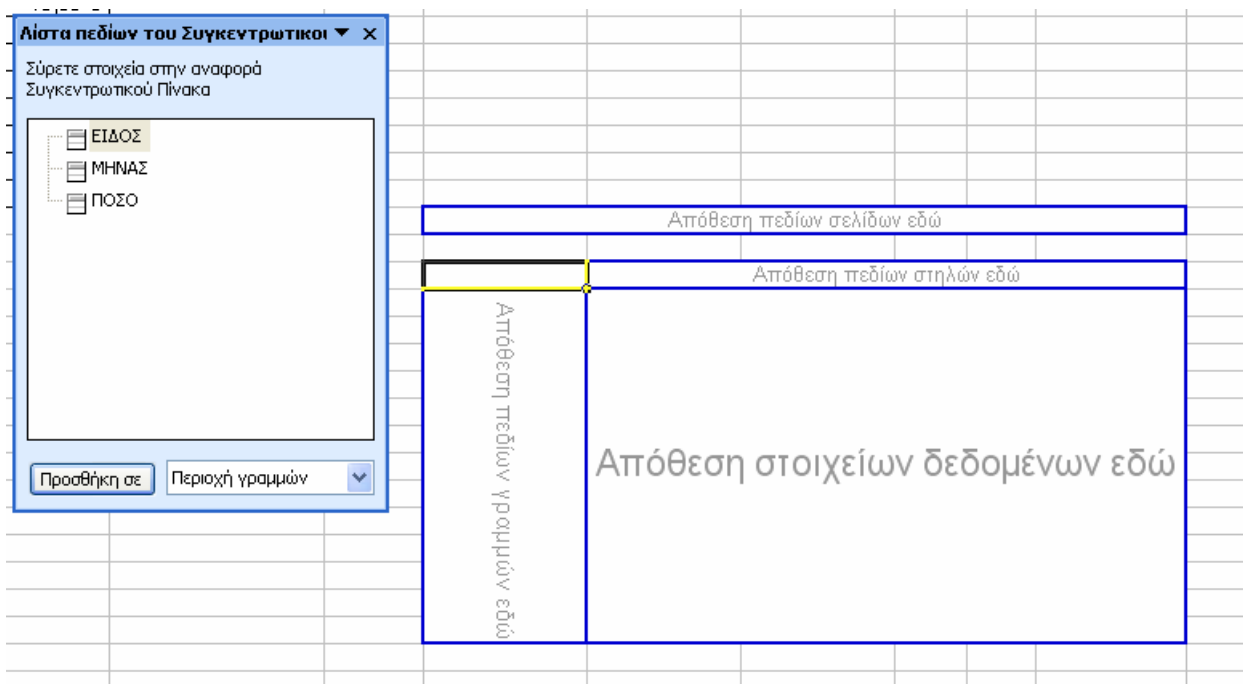 Λίστα πεδίων του Συγκεντρωτικοι
Σύρετε στοιχεία στην αναφορά
Συγκεντρωτικού Πίνακα
ΕΙΔΟΣ
ΜΗΝΑΣ
ΠΟΣΟ
Προσθήκη σε
Περιοχή γραμμών
Απόθεση πεδίων σελίδων εδώ
Απόθεση πεδίων στηλών εδώ
Απόθεση πεδίων γραμμών εδώ
Απόθεση στοιχείων δεδομένων εδώ